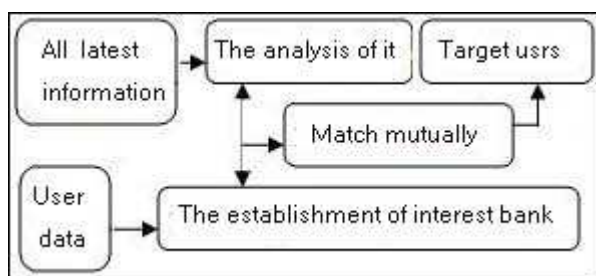 All latest
information
The analysis of it
Target usrs
Match mutually
User
data
The establishment of interest bank